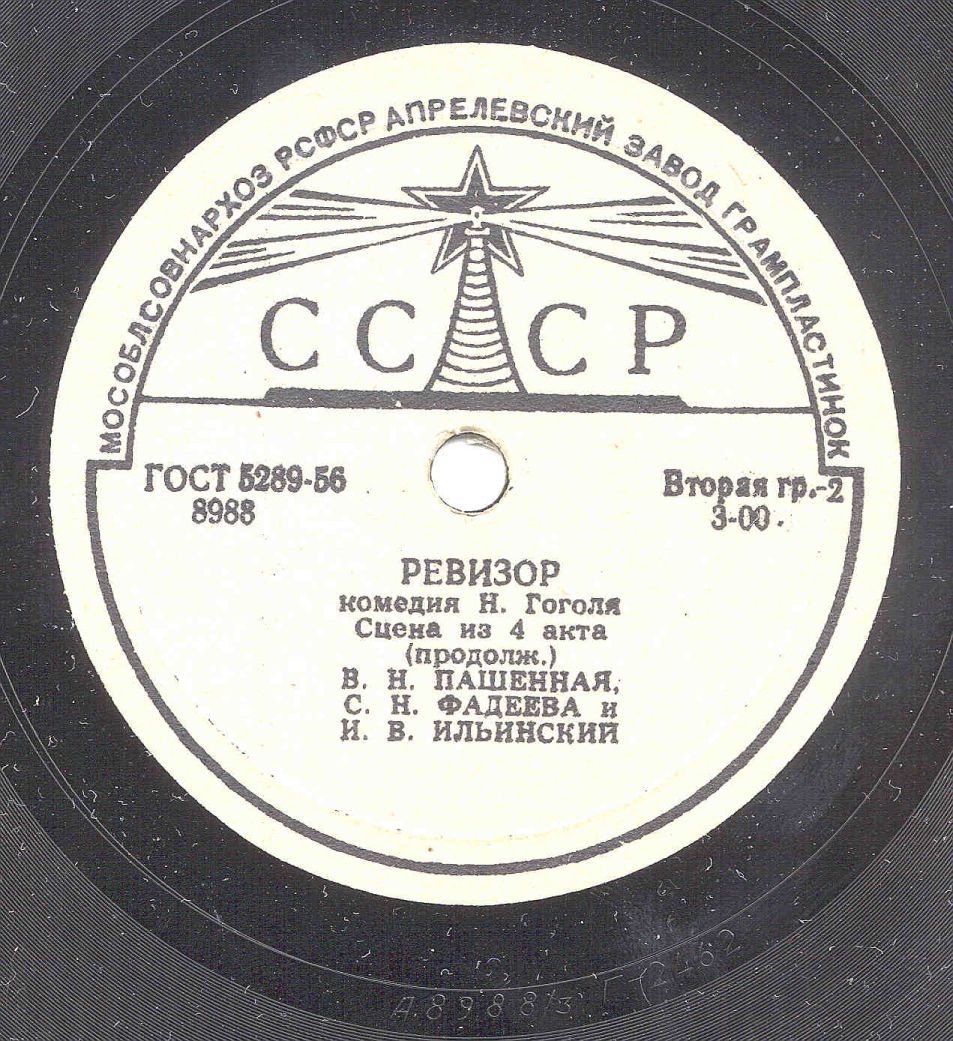 МОСОБЛСОВНАРХОЗ РСФСР АПРЕЛЕВСКИЙ ЗАВОД ГРАМПЛАСТИНОК
СССР
ГОСТ 5289-56
8988
Вторая гр.-2
3-00
РЕВИЗОР
комедия Н. Гоголя
Сцена из 4 акта
(продолж.)
В. Н. ПАШЕННАЯ,
С. Н. ФАДЕЕВА и
И. В. ИЛЬИНСКИЙ